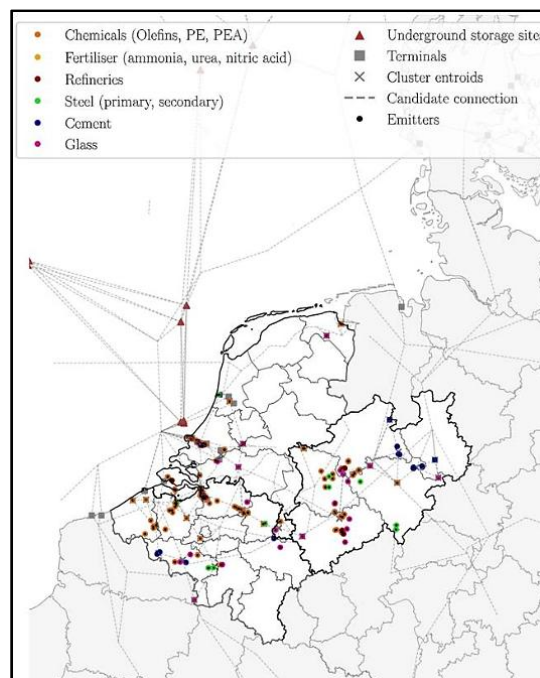 Chemicals (Olefins, PE, PEA)
Fertiliser (ammonia, urea, nitric acid)
Refineries
Steel (primary, secondary)
Cement
Glass
Underground storage sites
Terminals
Cluster entroids
Candidate connection
Emitters